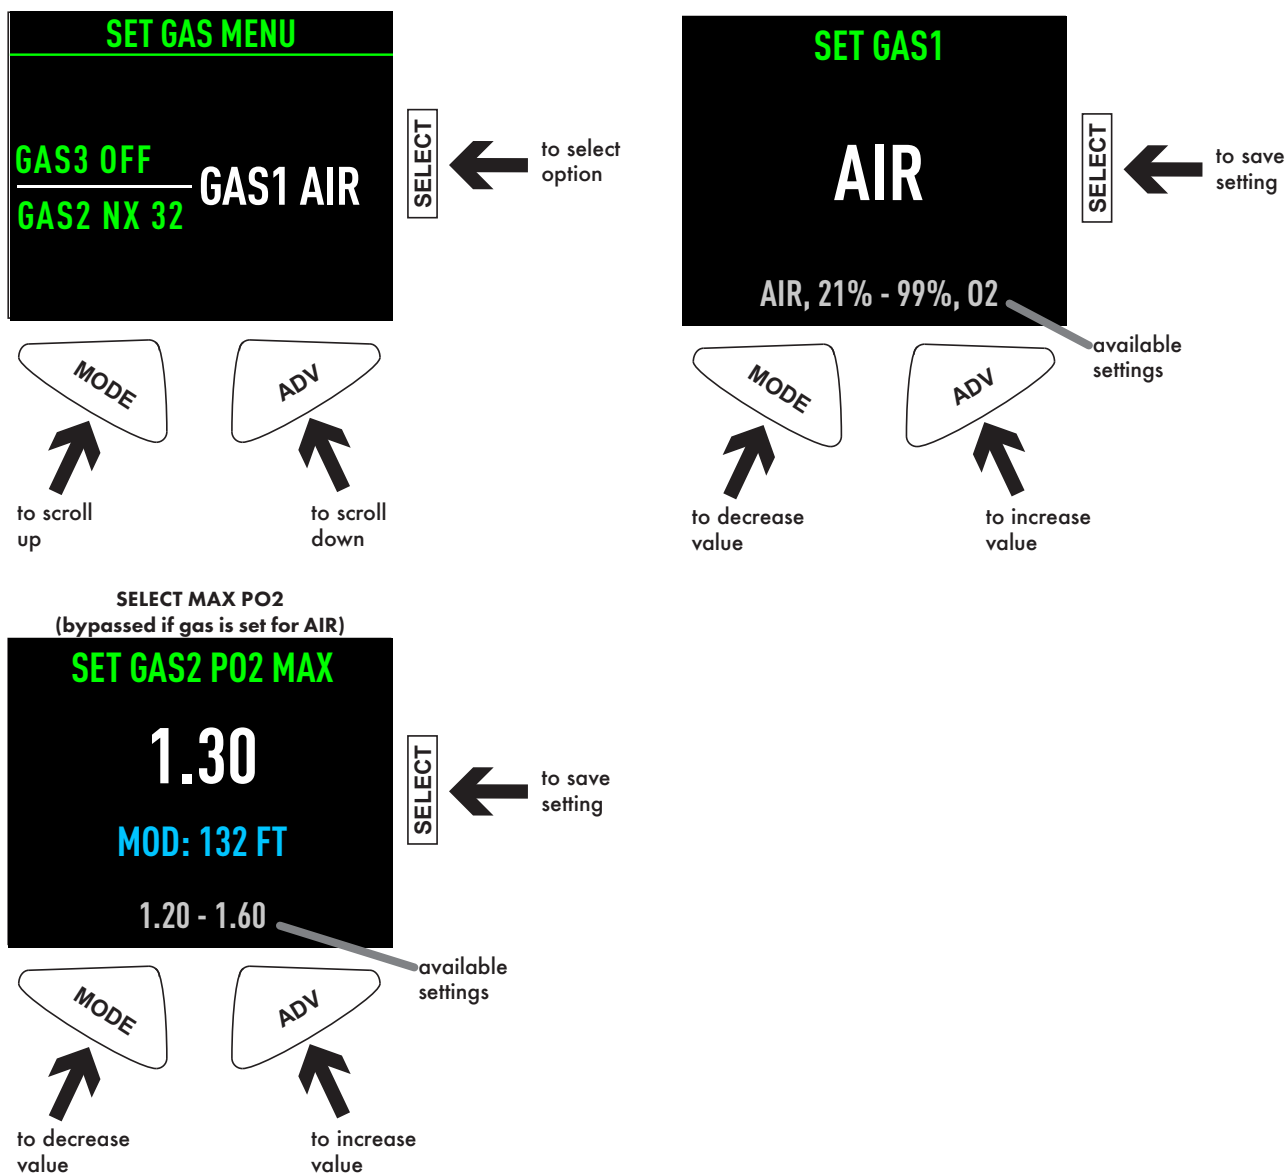 SET GAS MENU
GAS3 OFF
GAS2 NX 32
GAS1 AIR
SELECT
to select
option
MODE
ADV
to scroll
up
to scroll
down
SET GAS1
AIR
AIR, 21% - 99%, O2
SELECT
to save
setting
available
settings
MODE
ADV
to decrease
value
to increase
value
SELECT MAX PO2
(bypassed if gas is set for AIR)
SET GAS2 PO2 MAX
1.30
MOD: 132 FT
1.20 - 1.60
SELECT
to save
setting
available
settings
MODE
ADV
to decrease
value
to increase
value